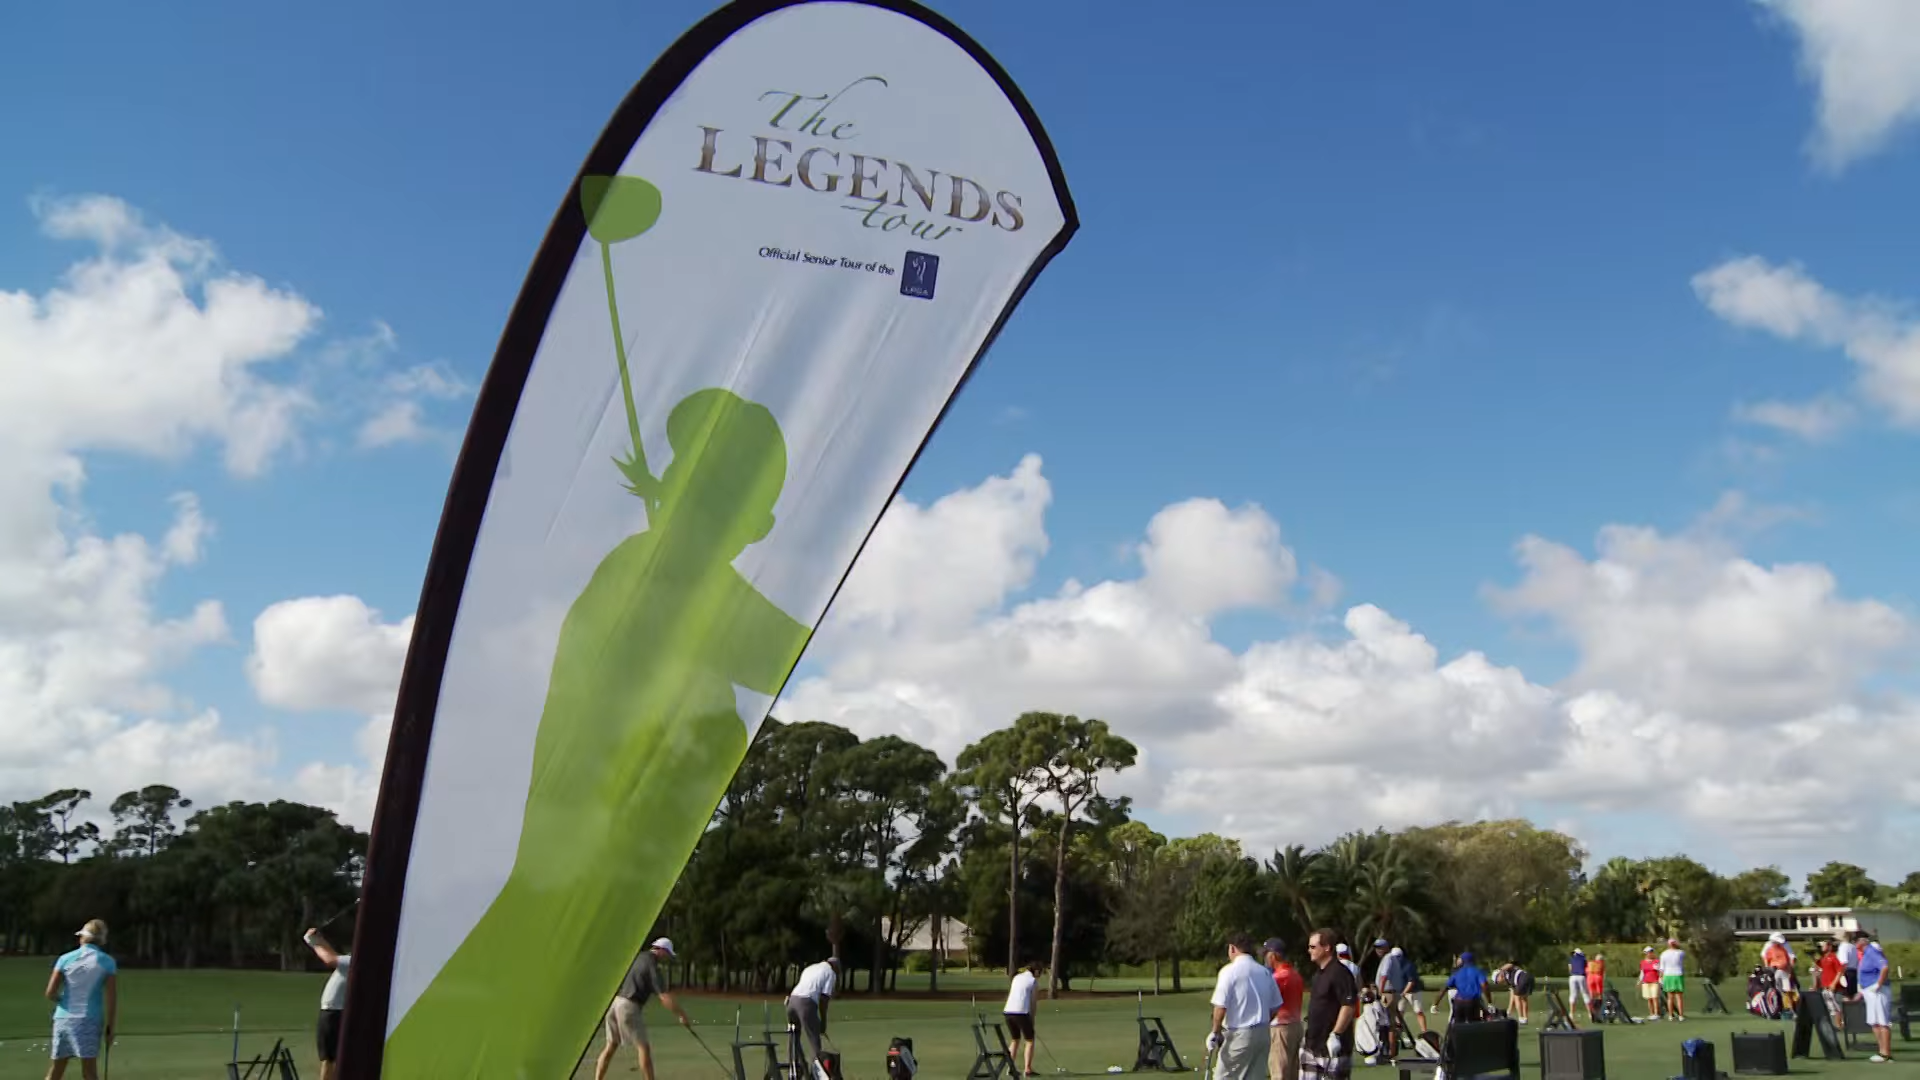 The
LEGENDS
tour
Official Senior Tour of the
LPGA